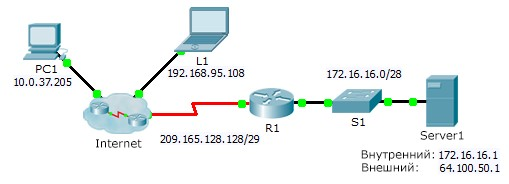 PC1
10.0.37.205
L1
192.168.95.108
Internet
209.165.128.128/29
R1
172.16.16.0/28
S1
Server1
Внутренний: 172.16.16.1
Внешний: 64.100.50.1